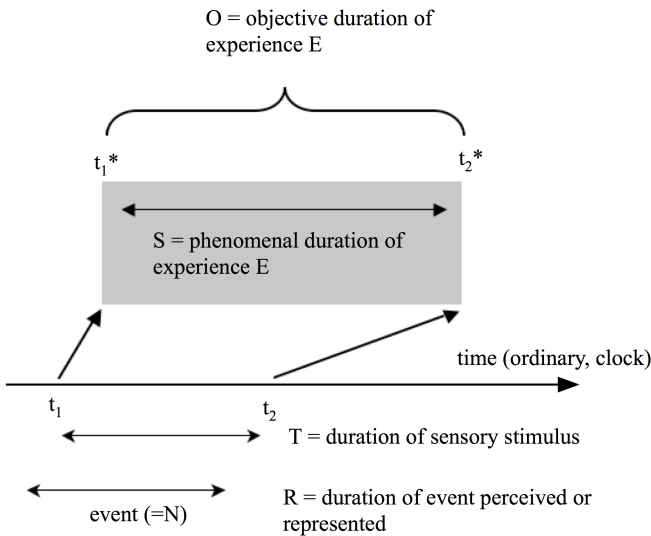 O = objective duration of
experience E
t₁*
t₂*
S = phenomenal duration of
experience E
time (ordinary, clock)
t₁
t₂
T = duration of sensory stimulus
event (=N)
R = duration of event perceived or
represented